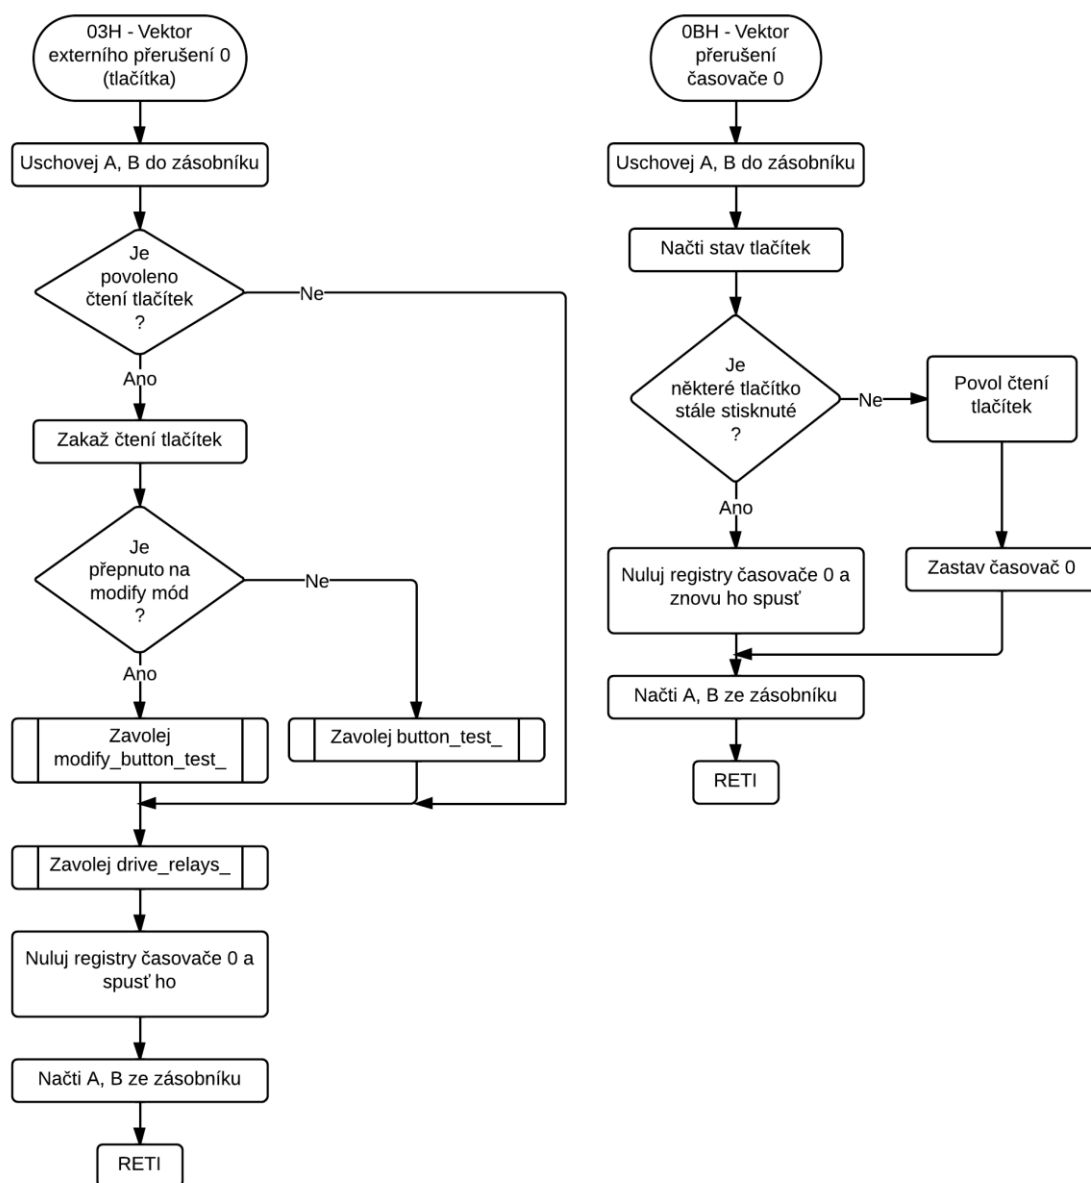 03H - Vektor
externího přerušení 0
(tlačítka)
Uschovej A, B do zásobníku
Je
povoleno
čtení tlačítek
?
Ne
Ano
Zakaž čtení tlačítek
Je
přepnuto na
modify mód
?
Ne
Ano
Zavolej
modify_button_test_
Zavolej button_test_
Zavolej drive_relays_
Nuluj registry časovače 0 a
spusť ho
Načti A, B ze zásobníku
RETI
0BH - Vektor
přerušení
časovače 0
Uschovej A, B do zásobníku
Načti stav tlačítek
Je
některé tlačítko
stále stisknuté
?
Ne
Povol čtení
tlačítek
Ano
Nuluj registry časovače 0 a
znovu ho spusť
Zastav časovač 0
Načti A, B ze zásobníku
RETI